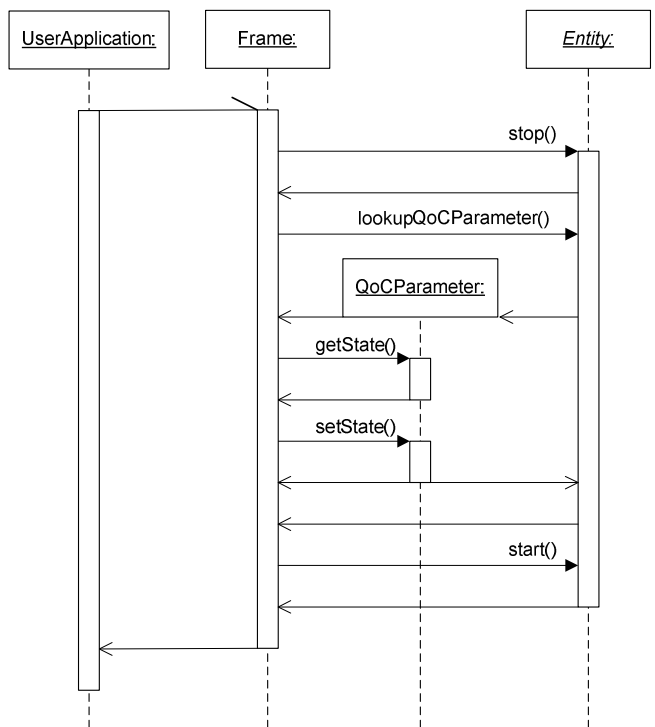 UserApplication:
Frame:
Entity:
stop()
lookupQoCParameter()
QoCParameter:
getState()
setState()
start()